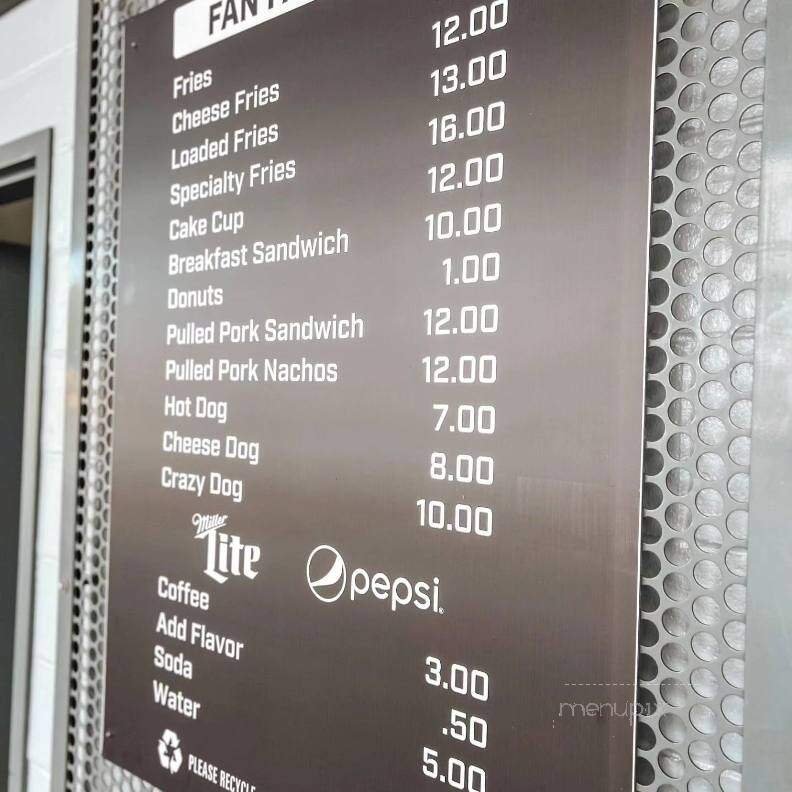 FAN
Fries
Cheese Fries 12.00
Loaded Fries 13.00
Specialty Fries 16.00
Cake Cup 12.00
Breakfast Sandwich 10.00
Donuts 1.00
Pulled Pork Sandwich 12.00
Pulled Pork Nachos 12.00
Hot Dog 7.00
Cheese Dog 8.00
Crazy Dog 10.00
Miller Lite
pepsi
Coffee 3.00
Add Flavor .50
Soda 5.00
Water
PLEASE RECYCLE
menupix